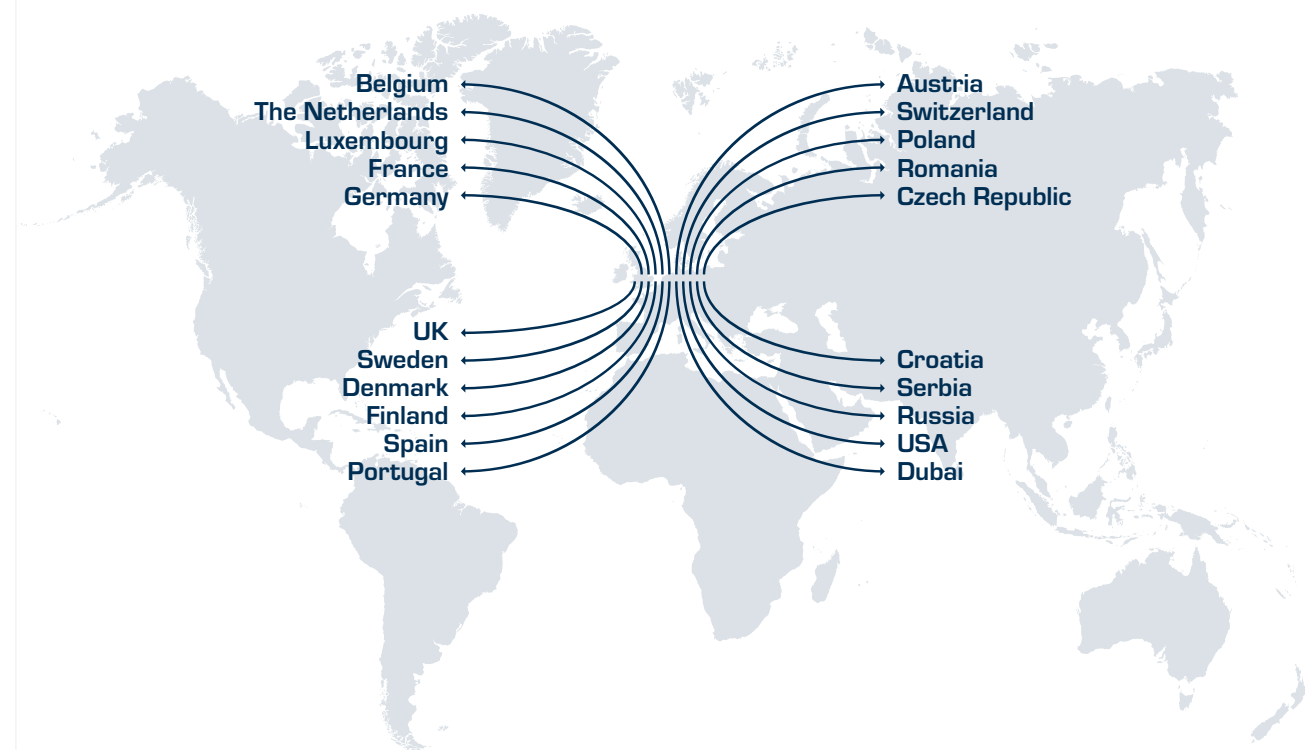 Belgium
The Netherlands
Luxembourg
France
Germany
UK
Sweden
Denmark
Finland
Spain
Portugal
Austria
Switzerland
Poland
Romania
Czech Republic
Croatia
Serbia
Russia
USA
Dubai